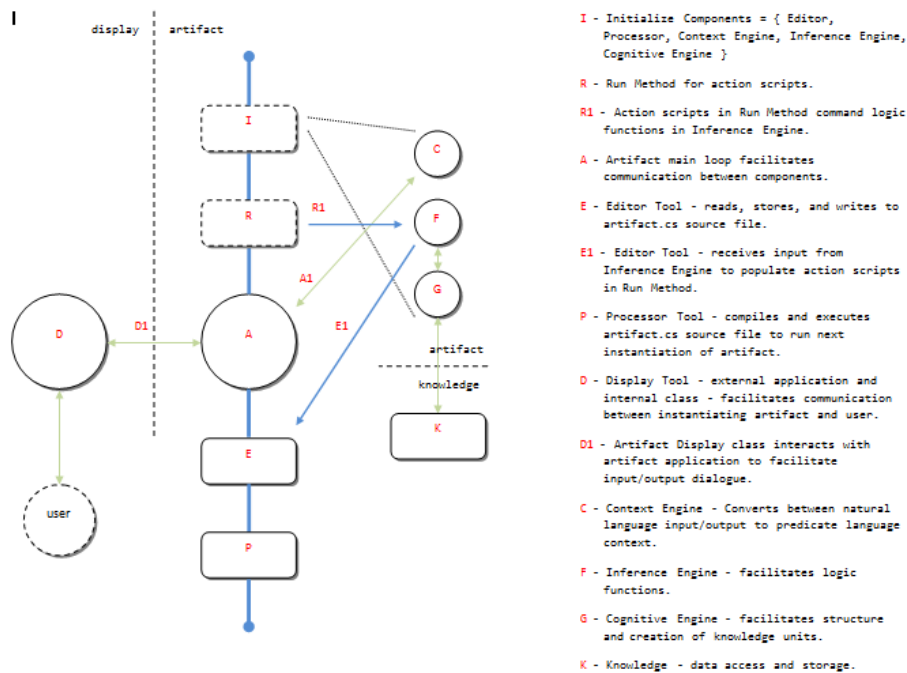 I
display
artifact
I
C
R
R1
F
A1
G
D
D1
A
E1
artifact
knowledge
K
E
user
P
I - Initialize Components = { Editor,
Processor, Context Engine, Inference Engine,
Cognitive Engine }
R - Run Method for action scripts.
R1 - Action scripts in Run Method command logic
functions in Inference Engine.
A - Artifact main loop facilitates
communication between components.
E - Editor Tool - reads, stores, and writes to
artifact.cs source file.
E1 - Editor Tool - receives input from
Inference Engine to populate action scripts
in Run Method.
P - Processor Tool - compiles and executes
artifact.cs source file to run next
instantiation of artifact.
D - Display Tool - external application and
internal class - facilitates communication
between instantiating artifact and user.
D1 - Artifact Display class interacts with
artifact application to facilitate
input/output dialogue.
C - Context Engine - Converts between natural
language input/output to predicate language
context.
F - Inference Engine - facilitates logic
functions.
G - Cognitive Engine - facilitates structure
and creation of knowledge units.
K - Knowledge - data access and storage.